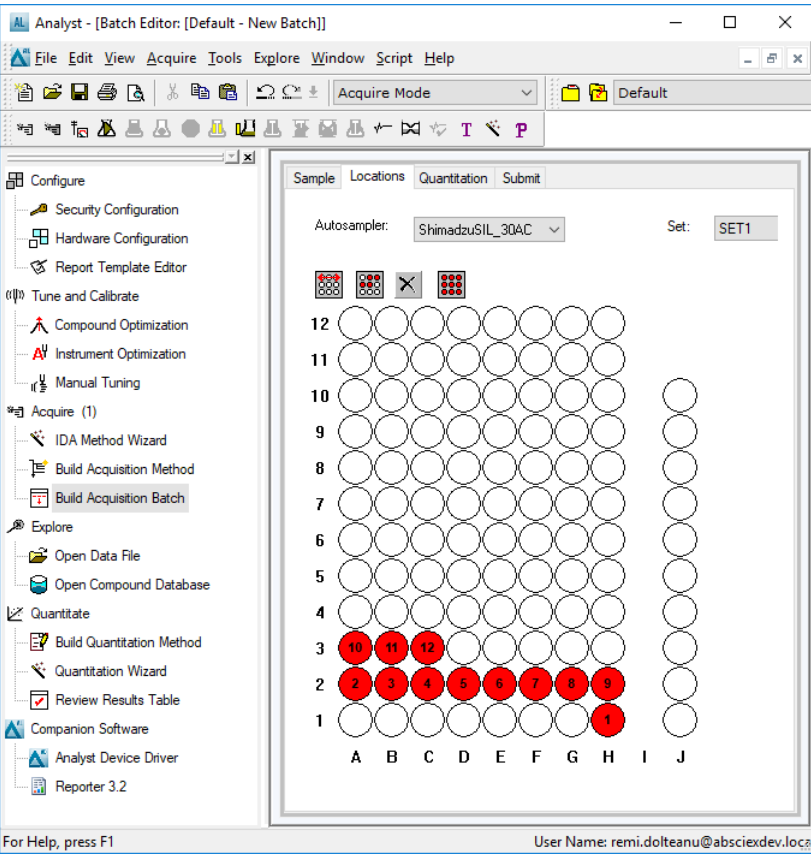 Analyst - [Batch Editor: [Default - New Batch]]
File Edit View Acquire Tools Explore Window Script Help
Acquire Mode Default
T P
Configure
Security Configuration
Hardware Configuration
Report Template Editor
Tune and Calibrate
Compound Optimization
Instrument Optimization
Manual Tuning
Acquire (1)
IDA Method Wizard
Build Acquisition Method
Build Acquisition Batch
Explore
Open Data File
Open Compound Database
Quantitate
Build Quantitation Method
Quantitation Wizard
Review Results Table
Companion Software
Analyst Device Driver
Reporter 3.2
Sample Locations Quantitation Submit
Autosampler: ShimadzuSIL_30AC Set: SET1
12
11
10
9
8
7
6
5
4
3 10 11 12
2 2 3 4 5 6 7 8 9
1 1
A B C D E F G H I J
For Help, press F1 User Name: remi.dolteanu@absciexdev.loca